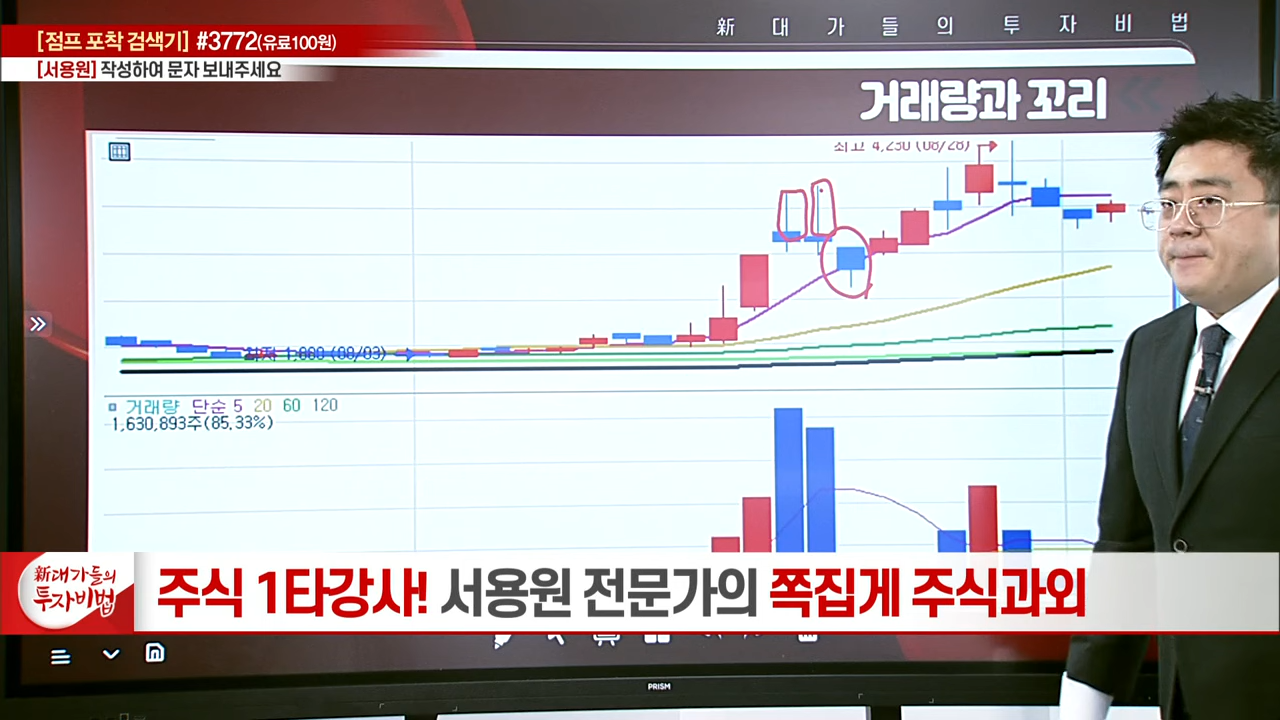 [점프 포착 검색기] #3772(유료100원)
[서용원] 작성하여 문자 보내주세요
新 대가들의 투자비법
거래량과 꼬리
최고 4,230 (08/28)
(08/03)
거래량 단순 5 20 60 120
1,630,893주(85,33%)
新대가들의
투자비법
주식 1타강사! 서용원 전문가의 쪽집게 주식과외
PRISM